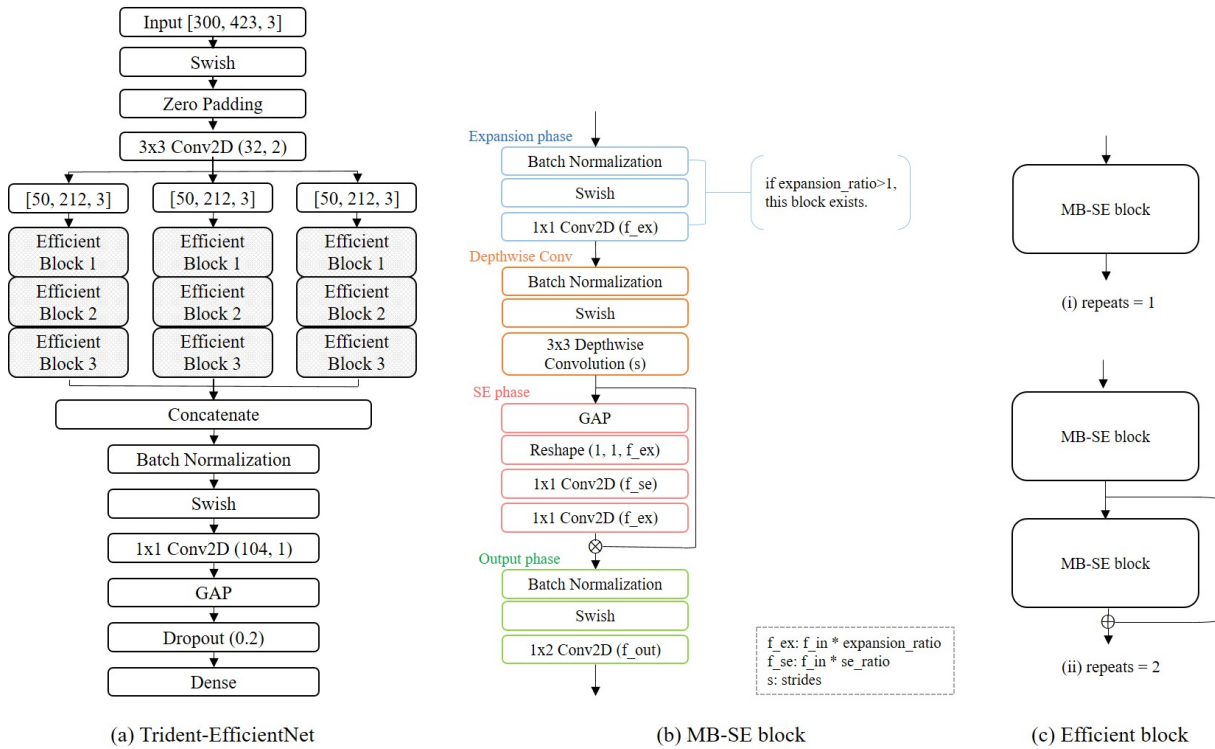 Input [300, 423, 3]
Swish
Zero Padding
3x3 Conv2D (32, 2)
[50, 212, 3]
[50, 212, 3]
[50, 212, 3]
Efficient
Block 1
Efficient
Block 1
Efficient
Block 1
Efficient
Block 2
Efficient
Block 2
Efficient
Block 2
Efficient
Block 3
Efficient
Block 3
Efficient
Block 3
Concatenate
Batch Normalization
Swish
1x1 Conv2D (104, 1)
GAP
Dropout (0.2)
Dense
(a) Trident-EfficientNet
Expansion phase
Batch Normalization
Swish
1x1 Conv2D (f_ex)
if expansion_ratio>1,
this block exists.
Depthwise Conv
Batch Normalization
Swish
3x3 Depthwise
Convolution (s)
SE phase
GAP
Reshape (1, 1, f_ex)
1x1 Conv2D (f_se)
1x1 Conv2D (f_ex)
Output phase
Batch Normalization
Swish
1x2 Conv2D (f_out)
f_ex: f_in * expansion_ratio
f_se: f_in * se_ratio
s: strides
(b) MB-SE block
MB-SE block
(i) repeats = 1
MB-SE block
MB-SE block
(ii) repeats = 2
(c) Efficient block